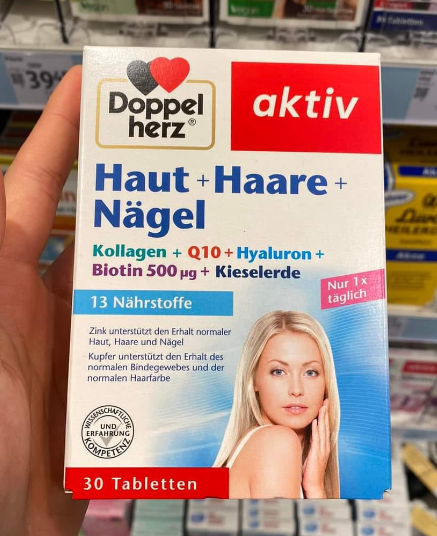 39
Tabletten
Doppel
herz®
aktiv
Haut + Haare +
Nägel
Kollagen + Q10 + Hyaluron +
Biotin 500 µg + Kieselerde
Nur 1x
täglich
13 Nährstoffe
Zink unterstützt den Erhalt normaler
Haut, Haare und Nägel
Kupfer unterstützt den Erhalt des
normalen Bindegewebes und der
normalen Haarfarbe
WISSENSCHAFTLICHE
UND
ERFAHRUNG
KOMPETENZ
30 Tabletten